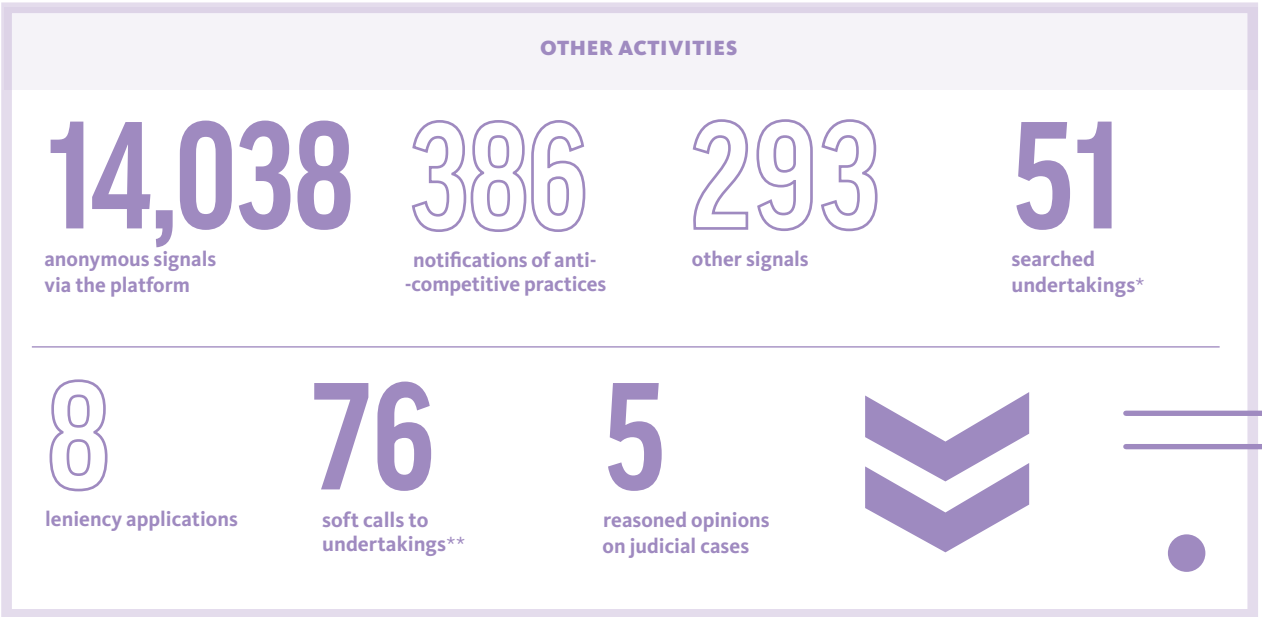 OTHER ACTIVITIES
14,038
anonymous signals
via the platform
386
notifications of anti-
-competitive practices
293
other signals
51
searched
undertakings*
8
leniency applications
76
soft calls to
undertakings**
5
reasoned opinions
on judicial cases